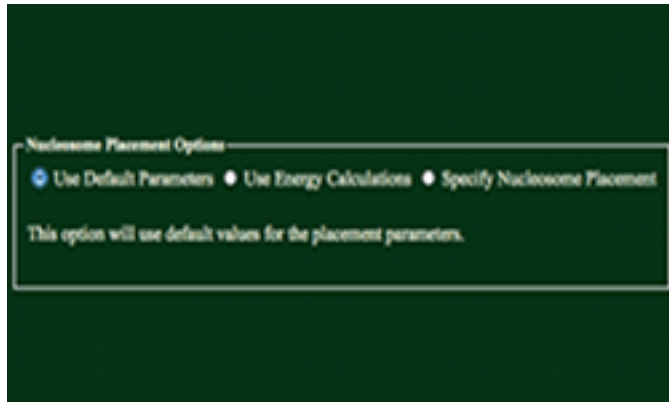 Nucleosome Placement Options
Use Default Parameters Use Energy Calculations Specify Nucleosome Placement
This option will use default values for the placement parameters.